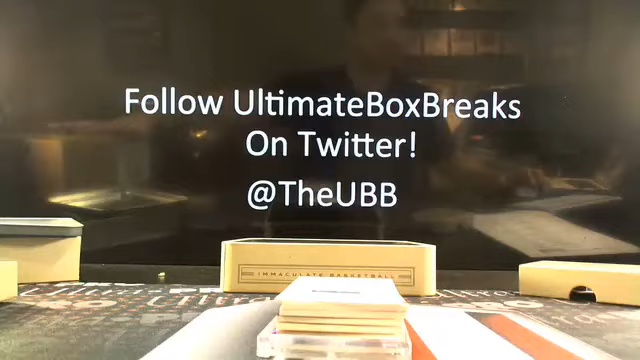 Follow UltimateBoxBreaks
On Twitter!
@TheUBB
IMMACULATE BASKETBALL